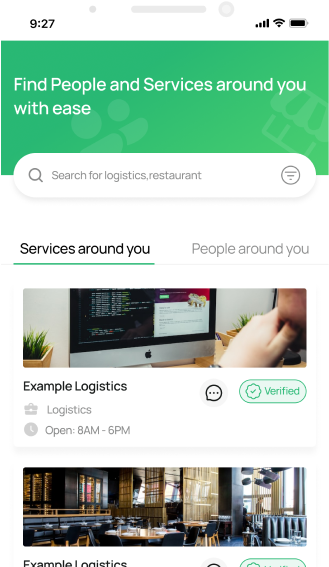 9:27
Find People and Services around you
with ease
Search for logistics,restaurant
Services around you
People around you
Example Logistics
Verified
Logistics
Open: 8AM - 6PM
Example Logistics
Verified